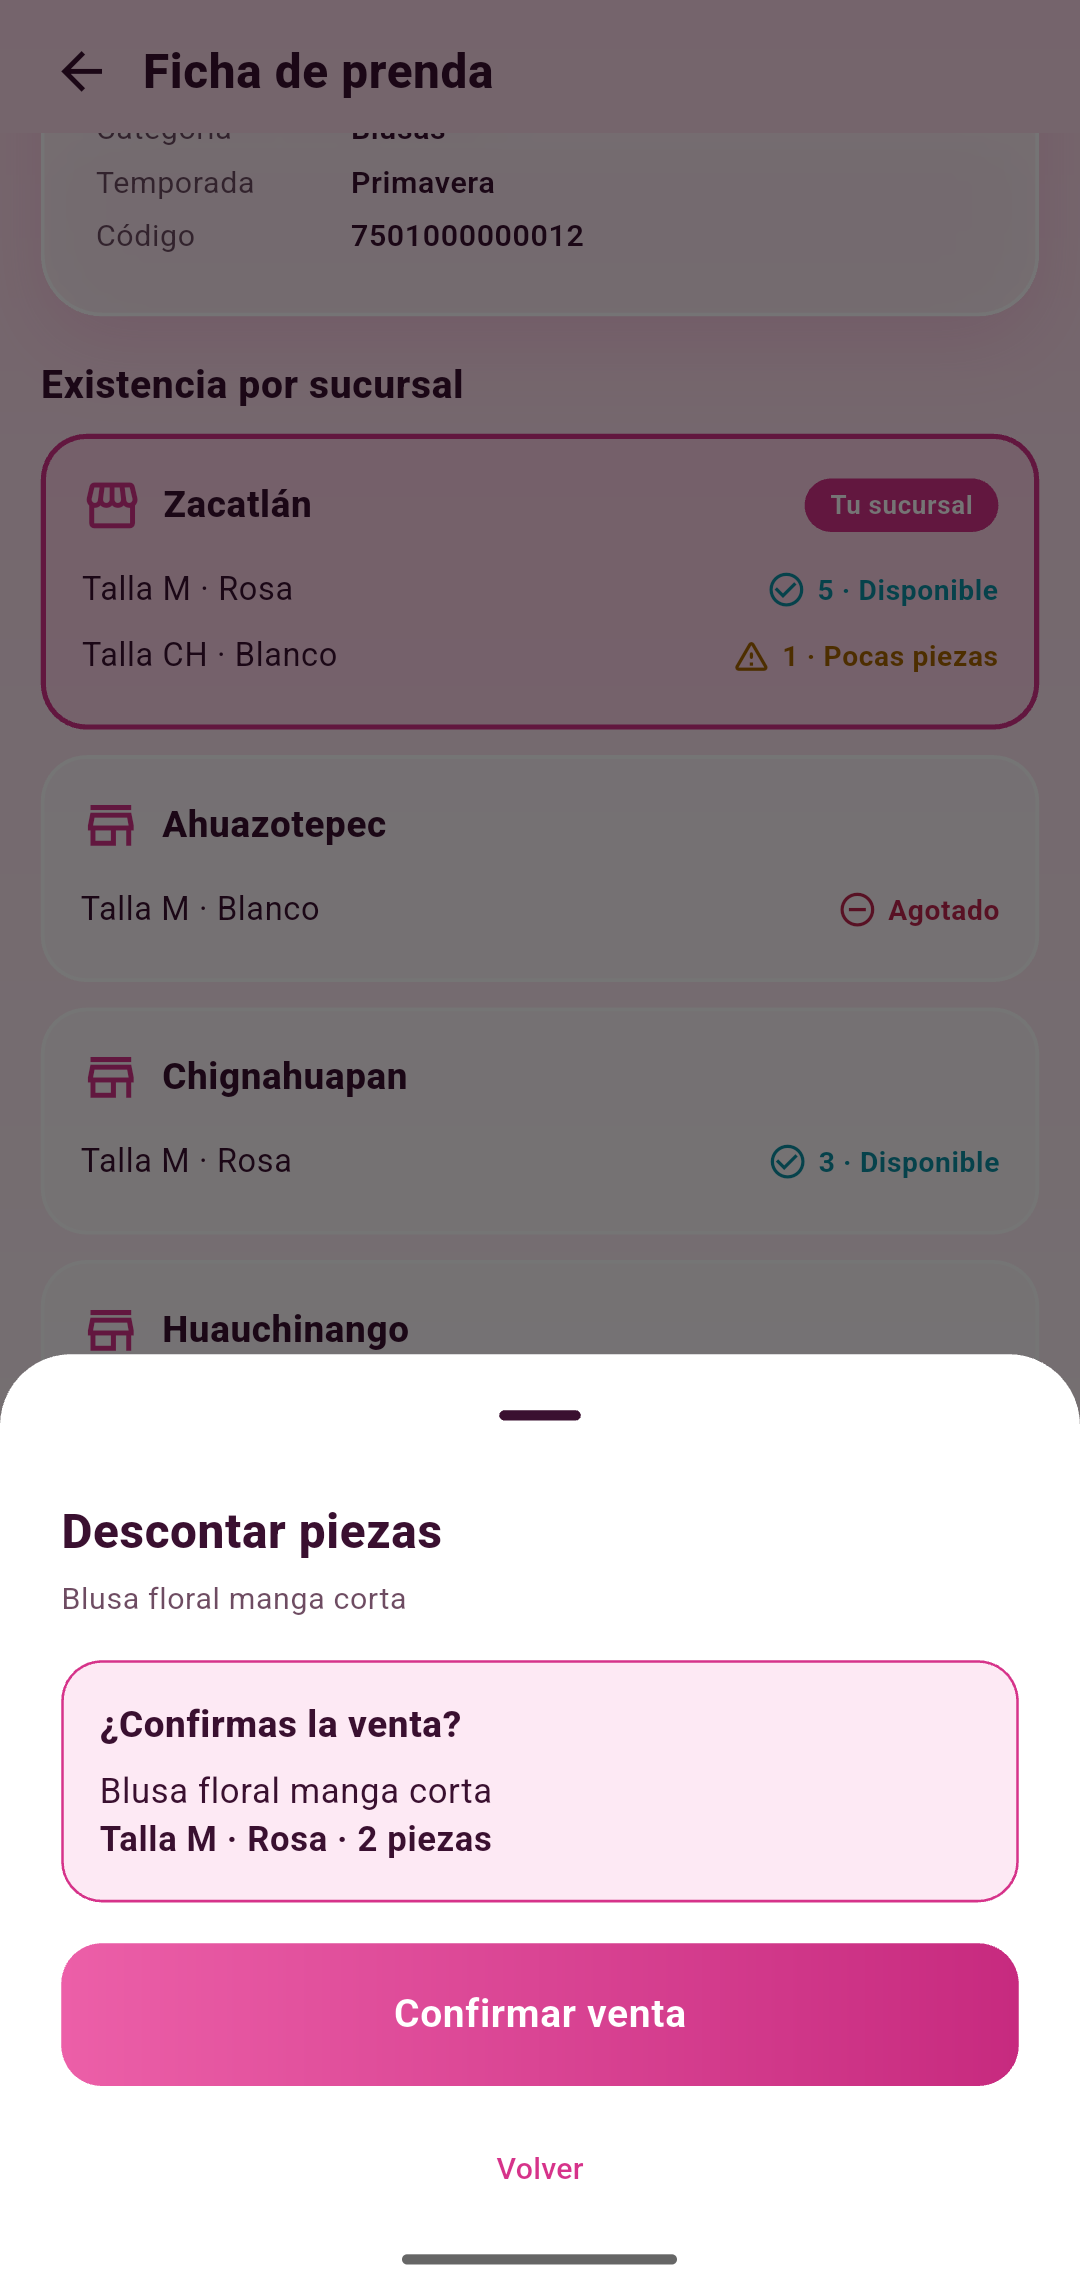 Ficha de prenda
Categoría Blusas
Temporada Primavera
Código 7501000000012
Existencia por sucursal
Zacatlán Tu sucursal
Talla M · Rosa 5 · Disponible
Talla CH · Blanco 1 · Pocas piezas
Ahuazotepec
Talla M · Blanco Agotado
Chignahuapan
Talla M · Rosa 3 · Disponible
Huauchinango
Descontar piezas
Blusa floral manga corta
¿Confirmas la venta?
Blusa floral manga corta
Talla M · Rosa · 2 piezas
Confirmar venta
Volver